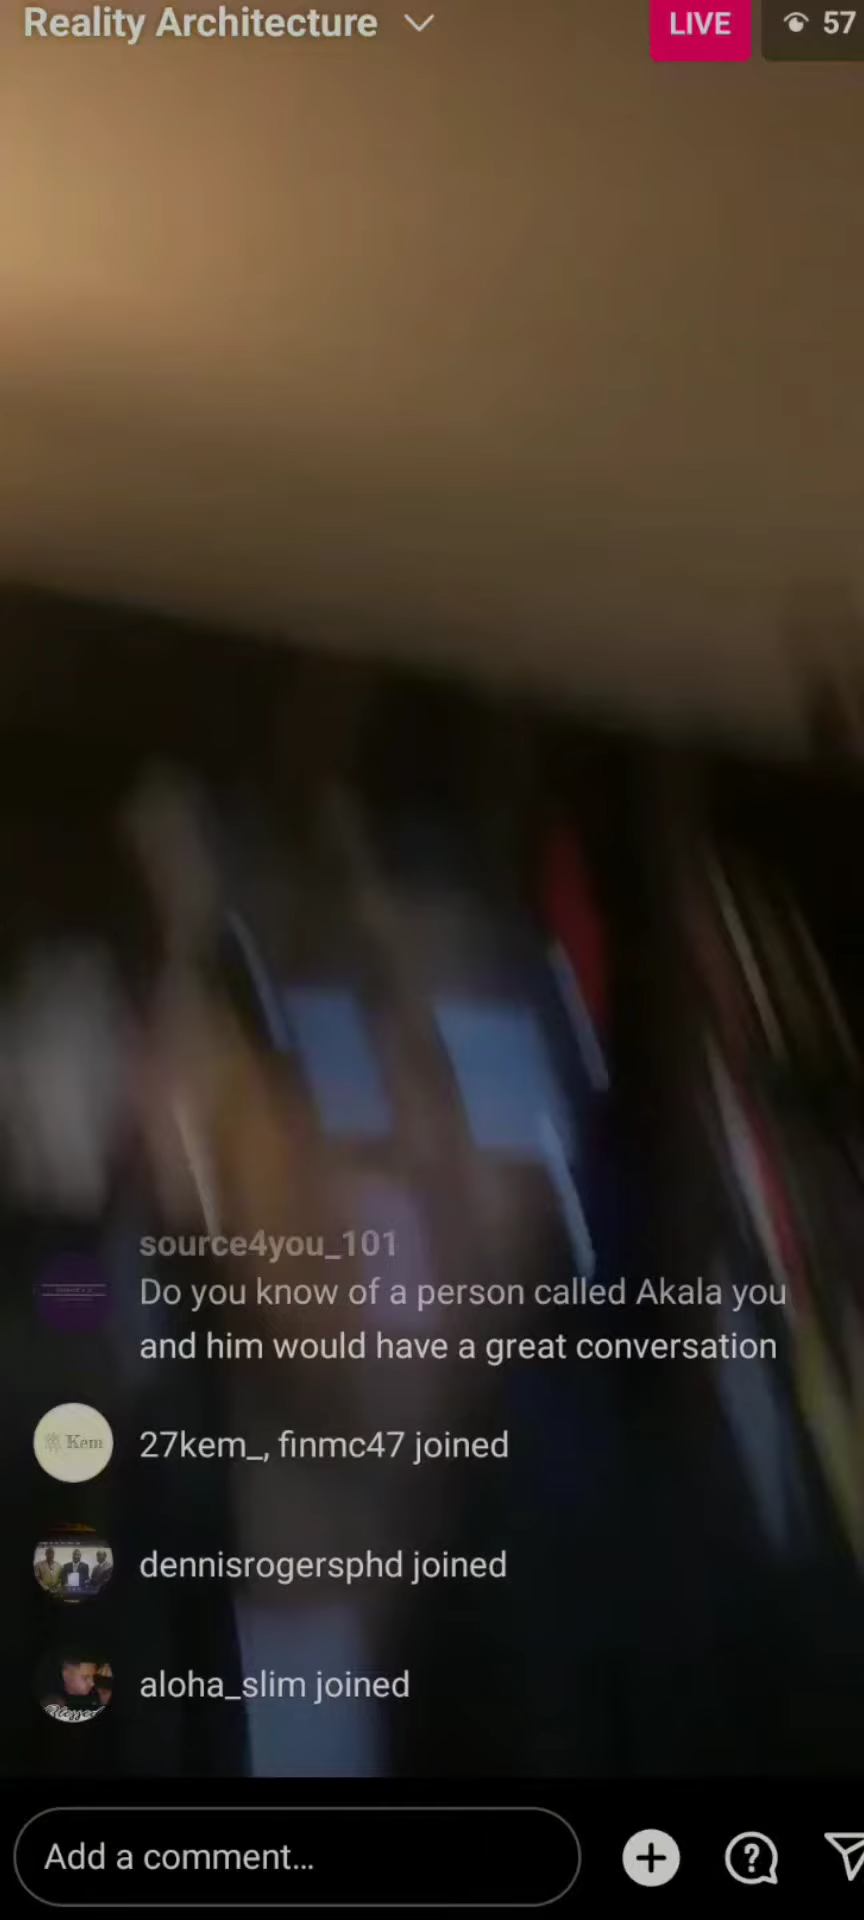 Reality Architecture
LIVE
57
source4you_101
Do you know of a person called Akala you
and him would have a great conversation
Kem
27kem_, finmc47 joined
dennisrogersphd joined
aloha_slim joined
Blessed
Add a comment...